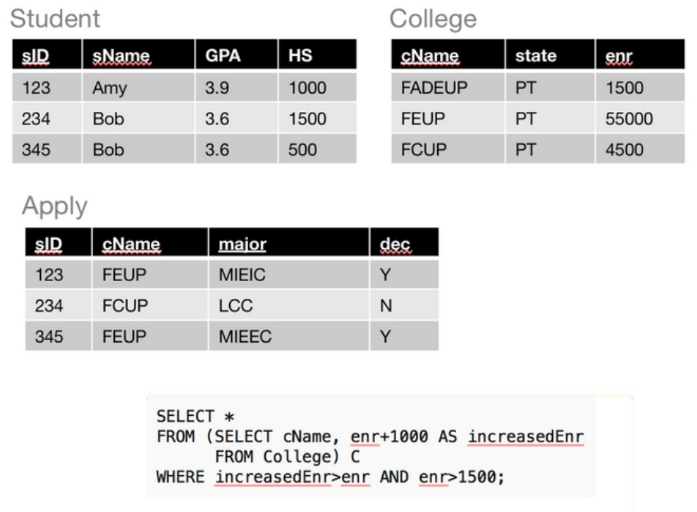 Student
sID sName GPA HS
123 Amy 3.9 1000
234 Bob 3.6 1500
345 Bob 3.6 500
College
cName state enr
FADEUP PT 1500
FEUP PT 55000
FCUP PT 4500
Apply
sID cName major dec
123 FEUP MIEIC Y
234 FCUP LCC N
345 FEUP MIEEC Y
SELECT *
FROM (SELECT cName, enr+1000 AS increasedEnr
FROM College) C
WHERE increasedEnr>enr AND enr>1500;